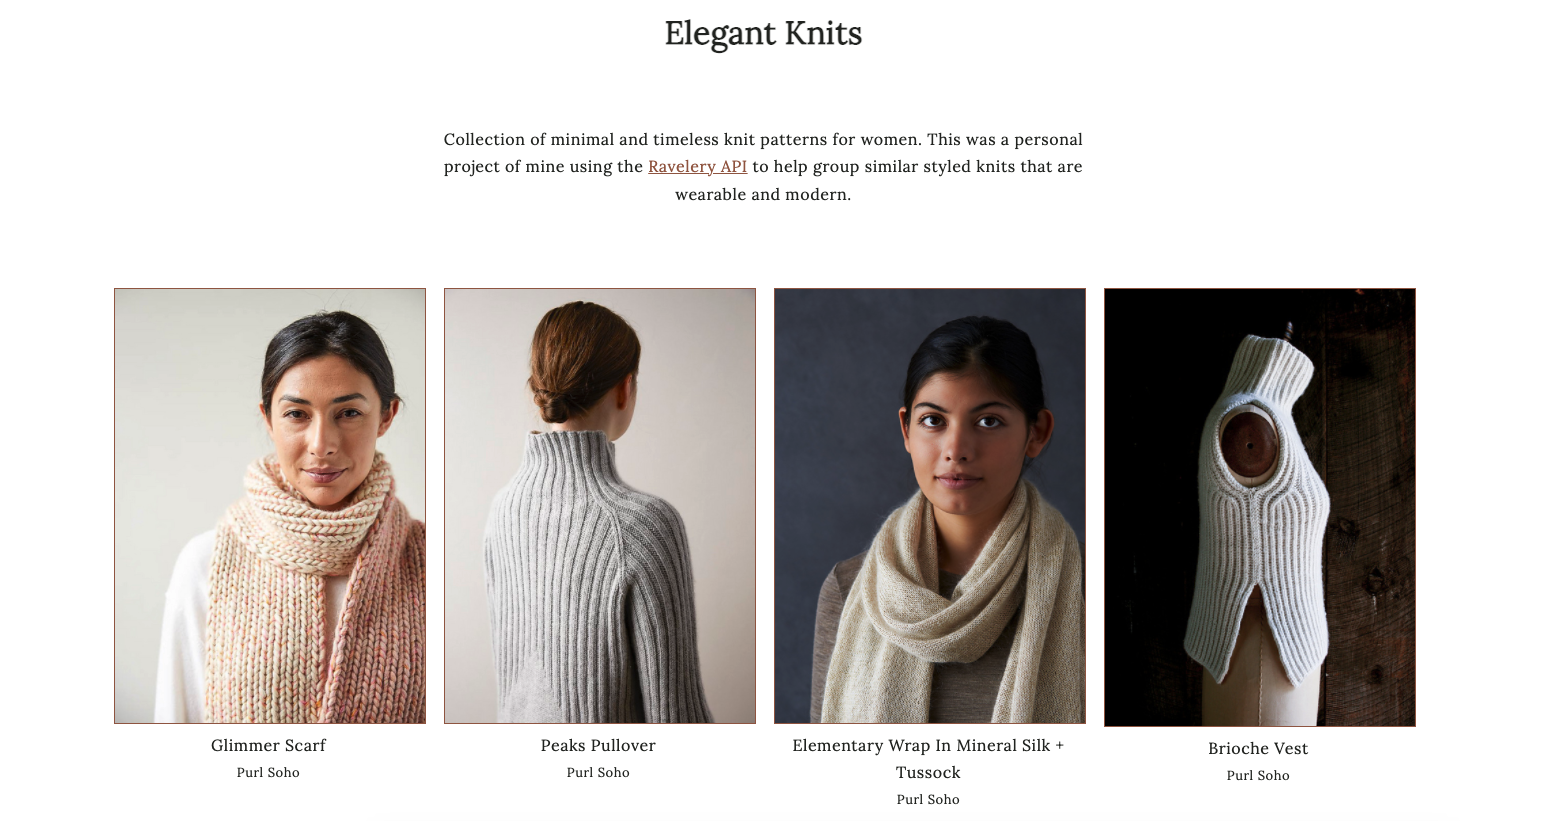 Elegant Knits
Collection of minimal and timeless knit patterns for women. This was a personal
project of mine using the Ravelery API to help group similar styled knits that are
wearable and modern.
Glimmer Scarf
Purl Soho
Peaks Pullover
Purl Soho
Elementary Wrap In Mineral Silk +
Tussock
Purl Soho
Brioche Vest
Purl Soho